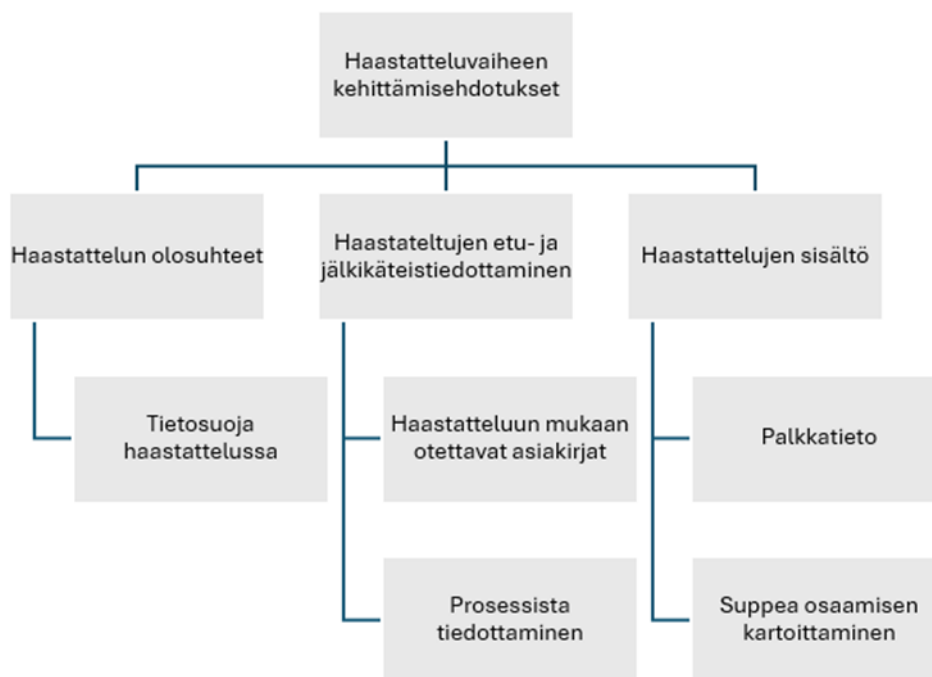 Haastatteluvaiheen
kehittämisehdotukset
Haastattelun olosuhteet
Haastateltujen etu- ja
jälkikäteistiedottaminen
Haastattelujen sisältö
Tietosuoja
haastattelussa
Haastatteluun mukaan
otettavat asiakirjat
Palkkatieto
Prosessista
tiedottaminen
Suppea osaamisen
kartoittaminen